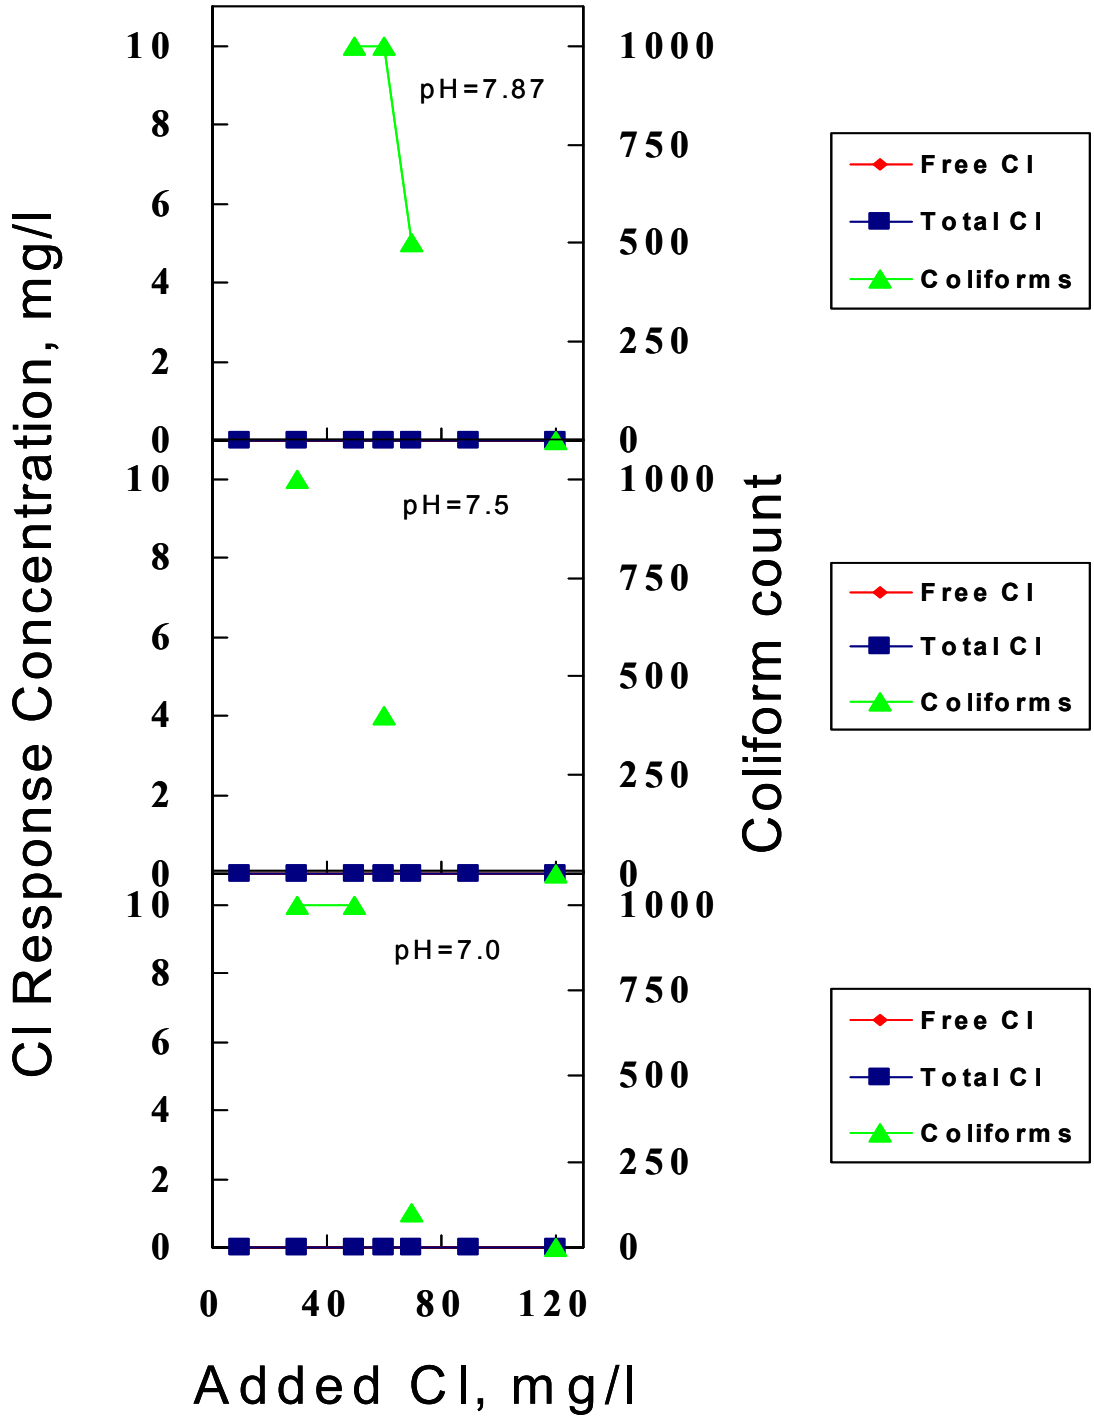 Cl Response Concentration, mg/l
10
8
6
4
2
0
pH=7.87
1000
750
500
250
0
Free Cl
Total Cl
Coliforms
10
8
6
4
2
0
pH=7.5
1000
750
500
250
0
Coliform count
Free Cl
Total Cl
Coliforms
10
8
6
4
2
0
pH=7.0
1000
750
500
250
0
Free Cl
Total Cl
Coliforms
0 40 80 120
Added Cl, mg/l